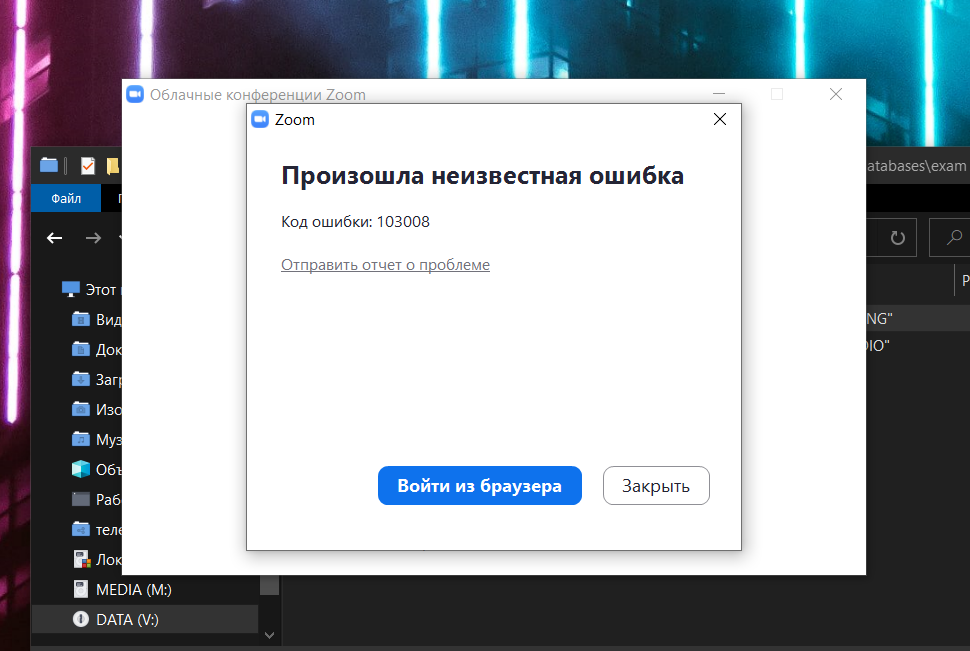 Облачные конференции Zoom
Zoom
Произошла неизвестная ошибка
Код ошибки: 103008
Отправить отчет о проблеме
Войти из браузера
Закрыть
atabases\exam
Файл
Этот
Вид
Док
Загр
Изо
Муз
Объ
Раб
теле
Лок
MEDIA (M:)
DATA (V:)
NG"
IO"